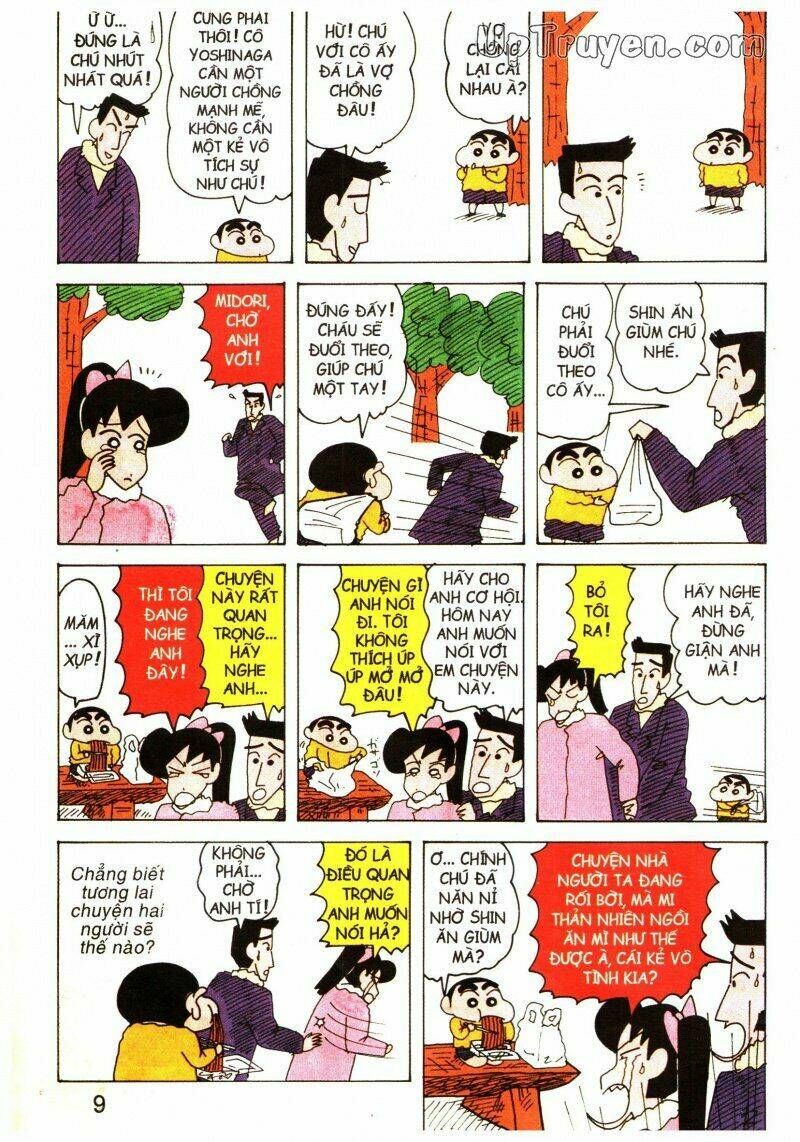 VipTruyen.com
CHỒNG
LẠI CÃI
NHAU À?
HỪ! CHÚ
VỚI CÔ ẤY
ĐÃ LÀ VỢ
CHỒNG
ĐÂU!
CŨNG PHẢI
THÔI! CÔ
YOSHINAGA
CẦN MỘT
NGƯỜI CHỒNG
MẠNH MẼ,
KHÔNG CẦN
MỘT KẺ VÔ
TÍCH SỰ
NHƯ CHÚ!
Ừ Ừ...
ĐÚNG LÀ
CHÚ NHÚT
NHÁT QUÁ!
SHIN ĂN
GIÙM CHÚ
NHÉ.
CHÚ
PHẢI
ĐUỔI
THEO
CÔ ẤY...
ĐÚNG ĐẤY!
CHÁU SẼ
ĐUỔI THEO,
GIÚP CHÚ
MỘT TAY!
MIDORI,
CHỜ
ANH
VỚI!
HÃY NGHE
ANH ĐÃ,
ĐỪNG
GIẬN ANH
MÀ!
BỎ
TÔI
RA!
HÃY CHO
ANH CƠ HỘI.
HÔM NAY
ANH MUỐN
NÓI VỚI
EM CHUYỆN
NÀY.
CHUYỆN GÌ
ANH NÓI
ĐI. TÔI
KHÔNG
THÍCH ÚP
ÚP MỞ MỞ
ĐÂU!
CHUYỆN
NÀY RẤT
QUAN
TRỌNG...
HÃY
NGHE
ANH...
THÌ TÔI
ĐANG
NGHE
ANH
ĐÂY!
MĂM
... XÌ
XỤP!
CHUYỆN NHÀ
NGƯỜI TA ĐANG
RỐI BỜI, MÀ MI
THẢN NHIÊN NGỒI
ĂN MÌ NHƯ THẾ
ĐƯỢC À, CÁI KẺ VÔ
TÌNH KIA?
Ơ... CHÍNH
CHÚ ĐÃ
NĂN NỈ
NHỜ SHIN
ĂN GIÙM
MÀ?
ĐÓ LÀ
ĐIỀU QUAN
TRỌNG
ANH MUỐN
NÓI HẢ?
KHÔNG
PHẢI...
CHỜ
ANH TÍ!
Chẳng biết
tương lai
chuyện hai
người sẽ
thế nào?
9